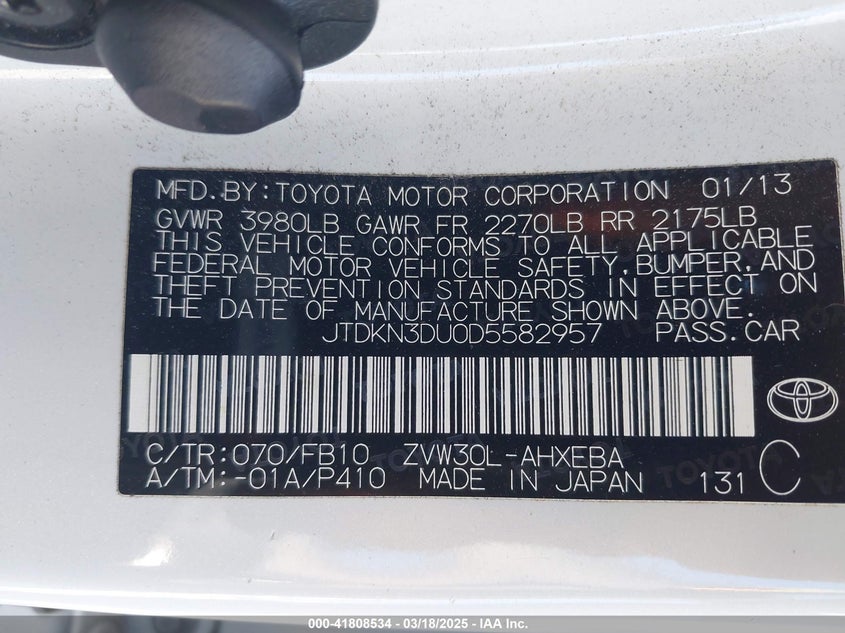 MFD.BY:TOYOTA MOTOR CORPORATION 01/13
GVWR 3980LB GAWR FR 2270LB RR 2175LB
THIS VEHICLE CONFORMS TO ALL APPLICABLE
FEDERAL MOTOR VEHICLE SAFETY,BUMPER,AND
THEFT PREVENTION STANDARDS IN EFFECT ON
THE DATE OF MANUFACTURE SHOWN ABOVE.
JTDKN3DU0D5582957 PASS.CAR
C/TR:070/FB10 ZVW30L-AHXEBA
A/TM:-01A/P410 MADE IN JAPAN 131 C
000-41808534 - 03/18/2025 - IAA Inc.